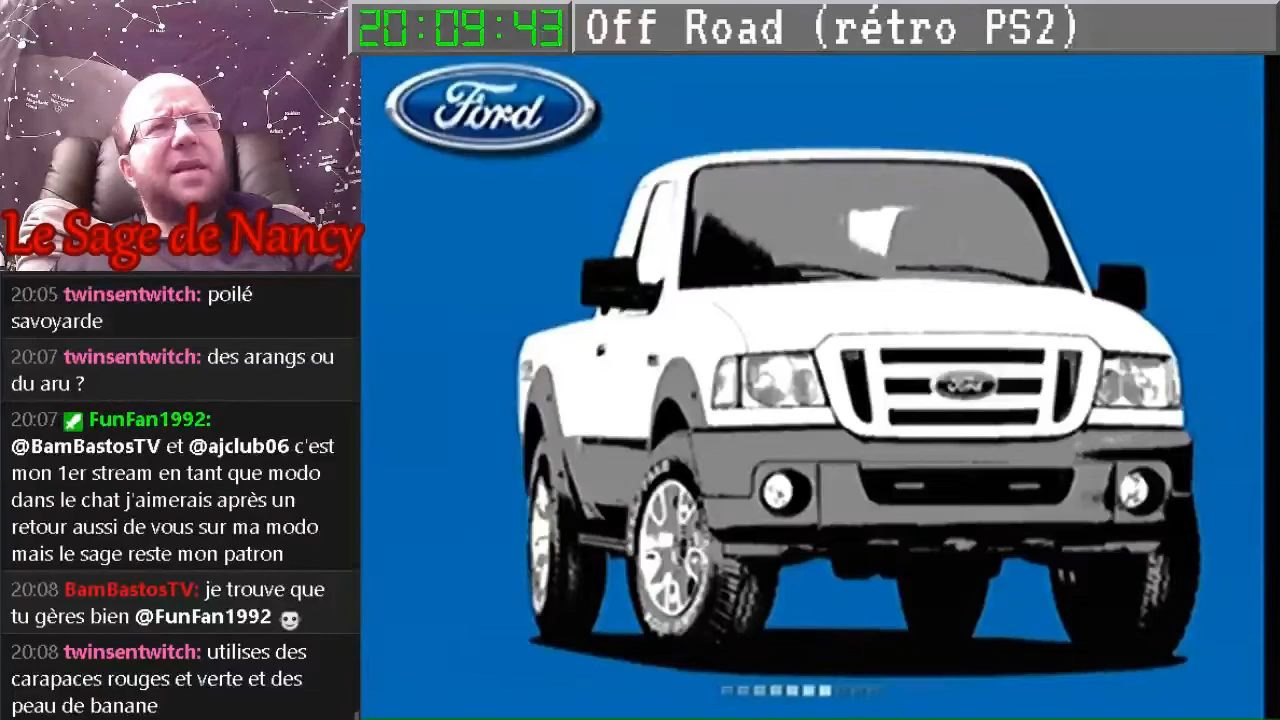 20:09:43
Off Road (rétro PS2)
Ford
Ford
Le Sage de Nancy
20:05 twinsentwitch: poilé
savoyarde
20:07 twinsentwitch: des arangs ou
du aru ?
20:07 FunFan1992:
@BamBastosTV et @ajclub06 c'est
mon 1er stream en tant que modo
dans le chat j'aimerais après un
retour aussi de vous sur ma modo
mais le sage reste mon patron
20:08 BamBastosTV: je trouve que
tu gères bien @FunFan1992
20:08 twinsentwitch: utilises des
carapaces rouges et verte et des
peau de banane